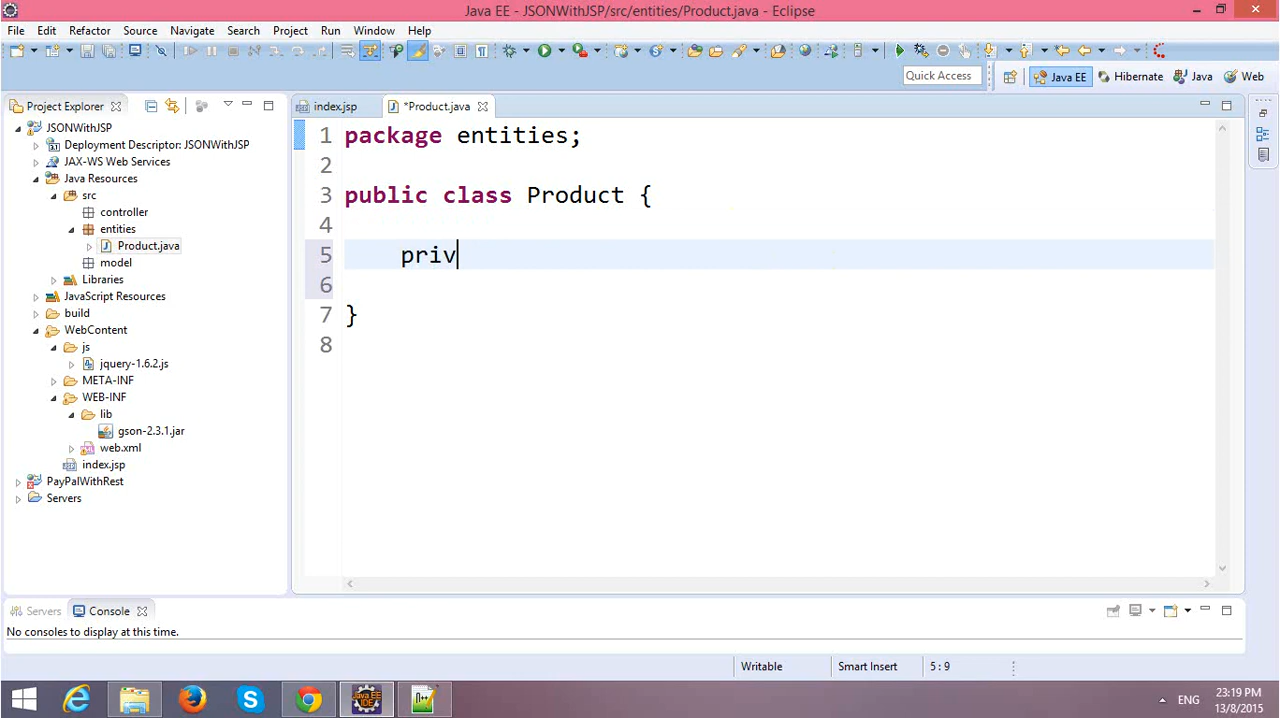 Java EE - JSONWithJSP/src/entities/Product.java - Eclipse
File Edit Refactor Source Navigate Search Project Run Window Help
Quick Access
Java EE Hibernate Java Web
Project Explorer
index.jsp *Product.java
JSONWithJSP
Deployment Descriptor: JSONWithJSP
JAX-WS Web Services
Java Resources
src
controller
entities
Product.java
model
Libraries
JavaScript Resources
build
WebContent
js
jquery-1.6.2.js
META-INF
WEB-INF
lib
gson-2.3.1.jar
web.xml
index.jsp
PayPalWithRest
Servers
1 package entities;
2
3 public class Product {
4
5 priv
6
7 }
8
Servers Console
No consoles to display at this time.
Writable Smart Insert 5 : 9
Java EE IDE
ENG
23:19 PM
13/8/2015